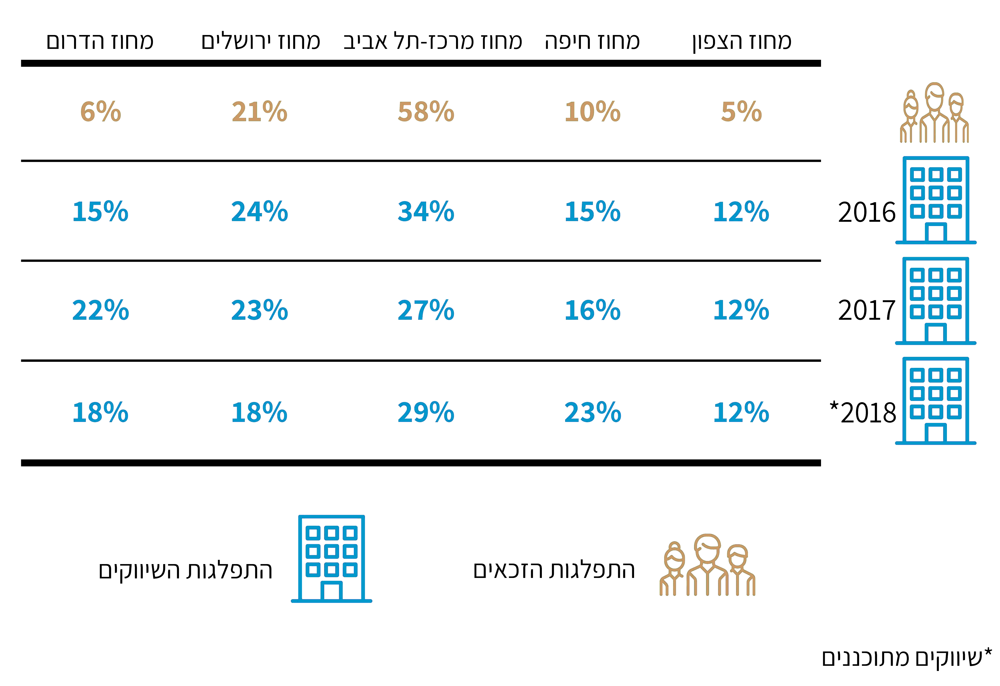 מחוז הצפון מחוז חיפה מחוז מרכז-תל אביב מחוז ירושלים מחוז הדרום
5% 10% 58% 21% 6%
2016 12% 15% 34% 24% 15%
2017 12% 16% 27% 23% 22%
2018* 12% 23% 29% 18% 18%
התפלגות הזכאים התפלגות השיווקים
*שיווקים מתוכננים